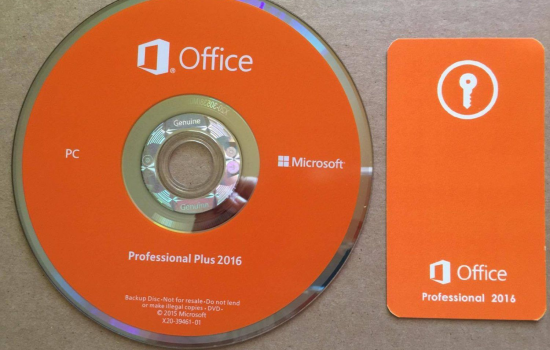 Office
Genuine
PC
Microsoft
Genuine
Professional Plus 2016
Backup Disc•Not for resale•Do not lend
or make illegal copies •DVD•
© 2015 Microsoft
X20-39461-01
Office
Professional 2016